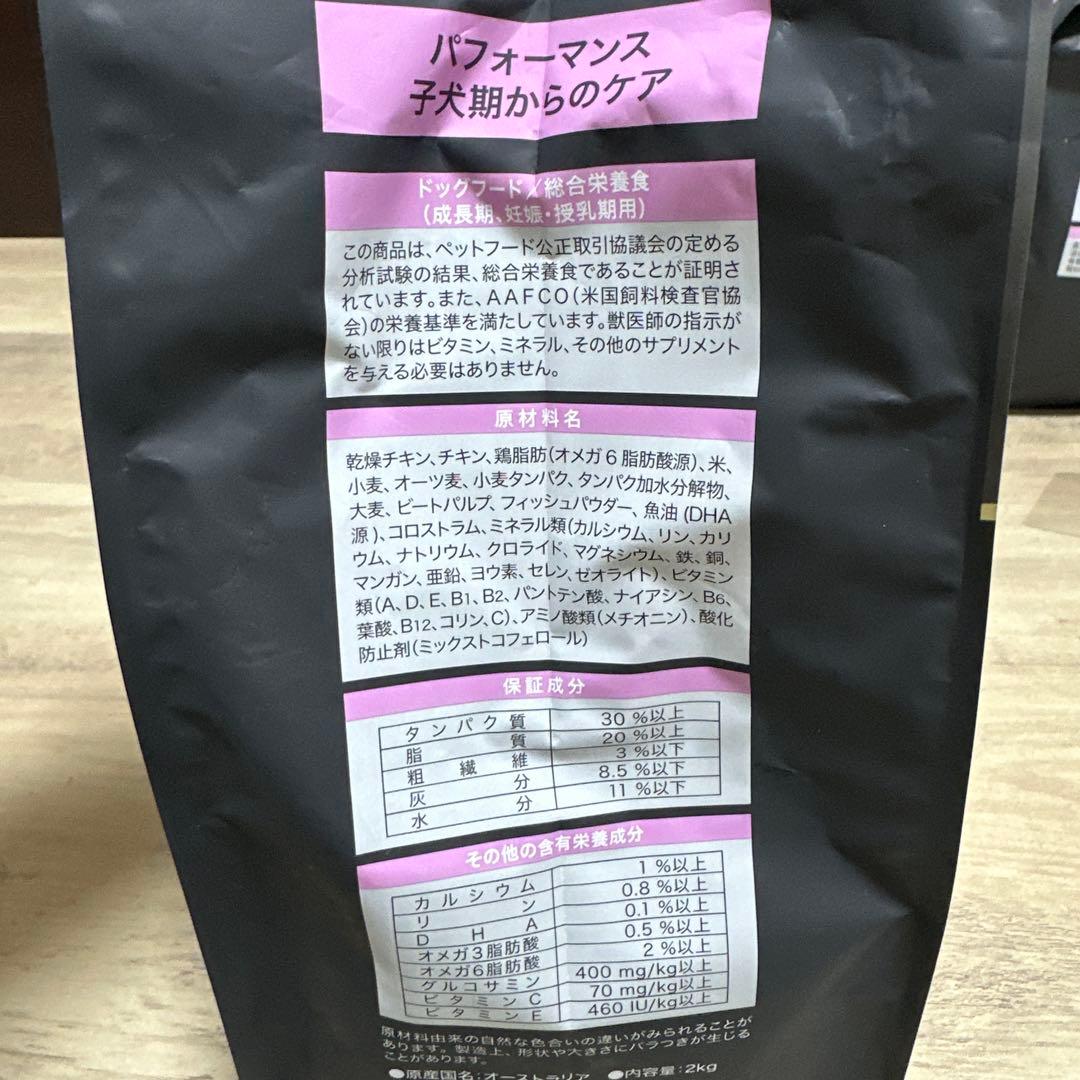 パフォーマンス
子犬期からのケア
ドッグフード/総合栄養食
(成長期、妊娠・授乳期用)
この商品は、ペットフード公正取引協議会の定める
分析試験の結果、総合栄養食であることが証明さ
れています。また、AAFCO(米国飼料検査官協
会)の栄養基準を満たしています。獣医師の指示が
ない限りはビタミン、ミネラル、その他のサプリメント
を与える必要はありません。
原材料名
乾燥チキン、チキン、鶏脂肪(オメガ6脂肪酸源)、米、
小麦、オーツ麦、小麦タンパク、タンパク加水分解物、
大麦、ビートパルプ、フィッシュパウダー、魚油(DHA
源)、コロストラム、ミネラル類(カルシウム、リン、カリ
ウム、ナトリウム、クロライド、マグネシウム、鉄、銅、
マンガン、亜鉛、ヨウ素、セレン、ゼオライト)、ビタミン
類(A、D、E、B1、B2、パントテン酸、ナイアシン、B6、
葉酸、B12、コリン、C)、アミノ酸類(メチオニン)、酸化
防止剤(ミックストコフェロール)
保証成分
タンパク質 30 %以上
脂質 20 %以上
粗繊維 3 %以下
灰分 8.5 %以下
水分 11 %以下
その他の含有栄養成分
カルシウム 1 %以上
リン 0.8 %以上
DHA 0.1 %以上
オメガ3脂肪酸 0.5 %以上
オメガ6脂肪酸 2 %以上
グルコサミン 400 mg/kg以上
ビタミンC 70 mg/kg以上
ビタミンE 460 IU/kg以上
原材料由来の自然な色合いの違いがみられることが
あります。製造上、形状や大きさにバラつきが生じる
ことがあります。
●原産国名:オーストラリア ●内容量:2kg